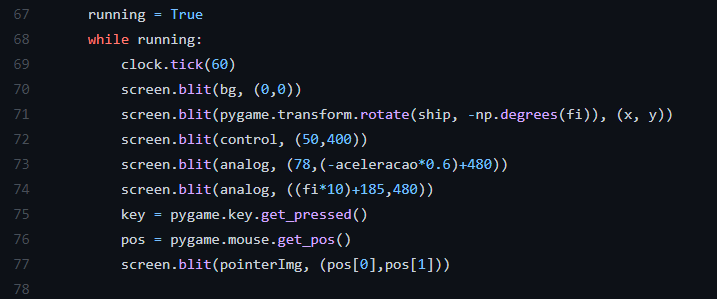 67 running = True
68 while running:
69 clock.tick(60)
70 screen.blit(bg, (0,0))
71 screen.blit(pygame.transform.rotate(ship, -np.degrees(fi)), (x, y))
72 screen.blit(control, (50,400))
73 screen.blit(analog, (78,(-aceleracao*0.6)+480))
74 screen.blit(analog, ((fi*10)+185,480))
75 key = pygame.key.get_pressed()
76 pos = pygame.mouse.get_pos()
77 screen.blit(pointerImg, (pos[0],pos[1]))
78